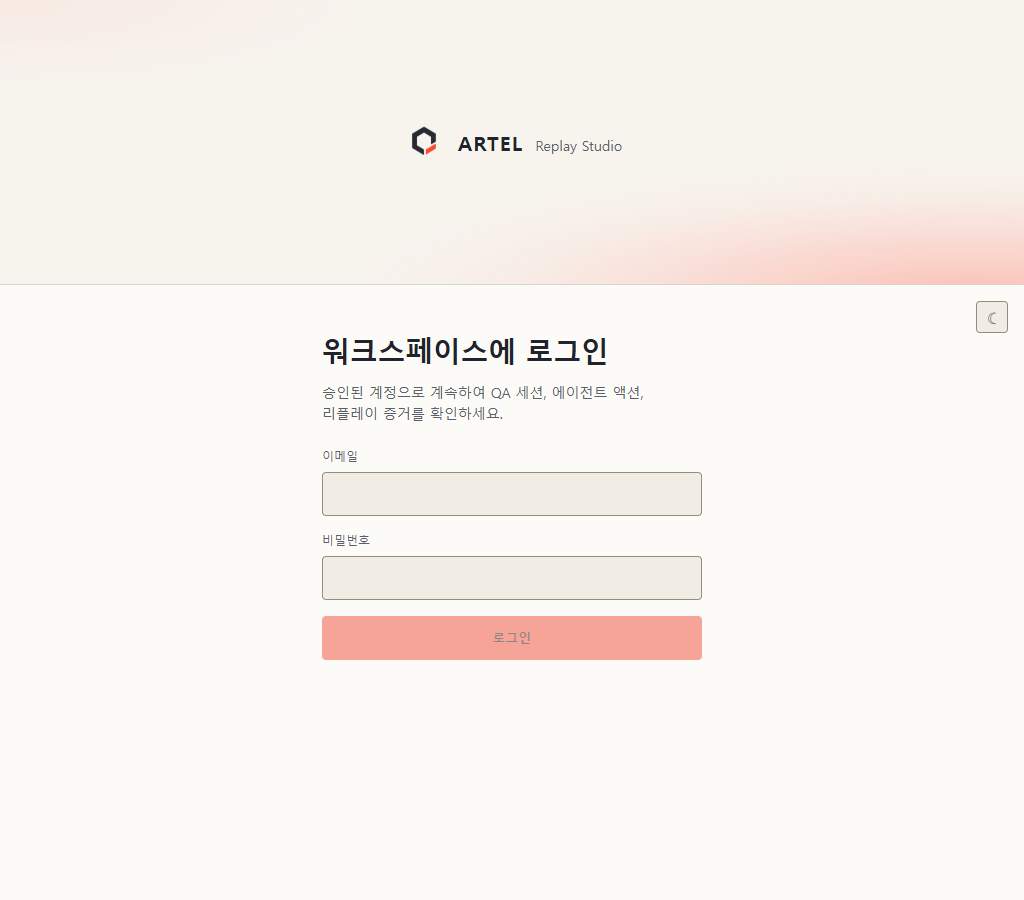 ARTEL Replay Studio
워크스페이스에 로그인
승인된 계정으로 계속하여 QA 세션, 에이전트 액션,
리플레이 증거를 확인하세요.
이메일
비밀번호
로그인